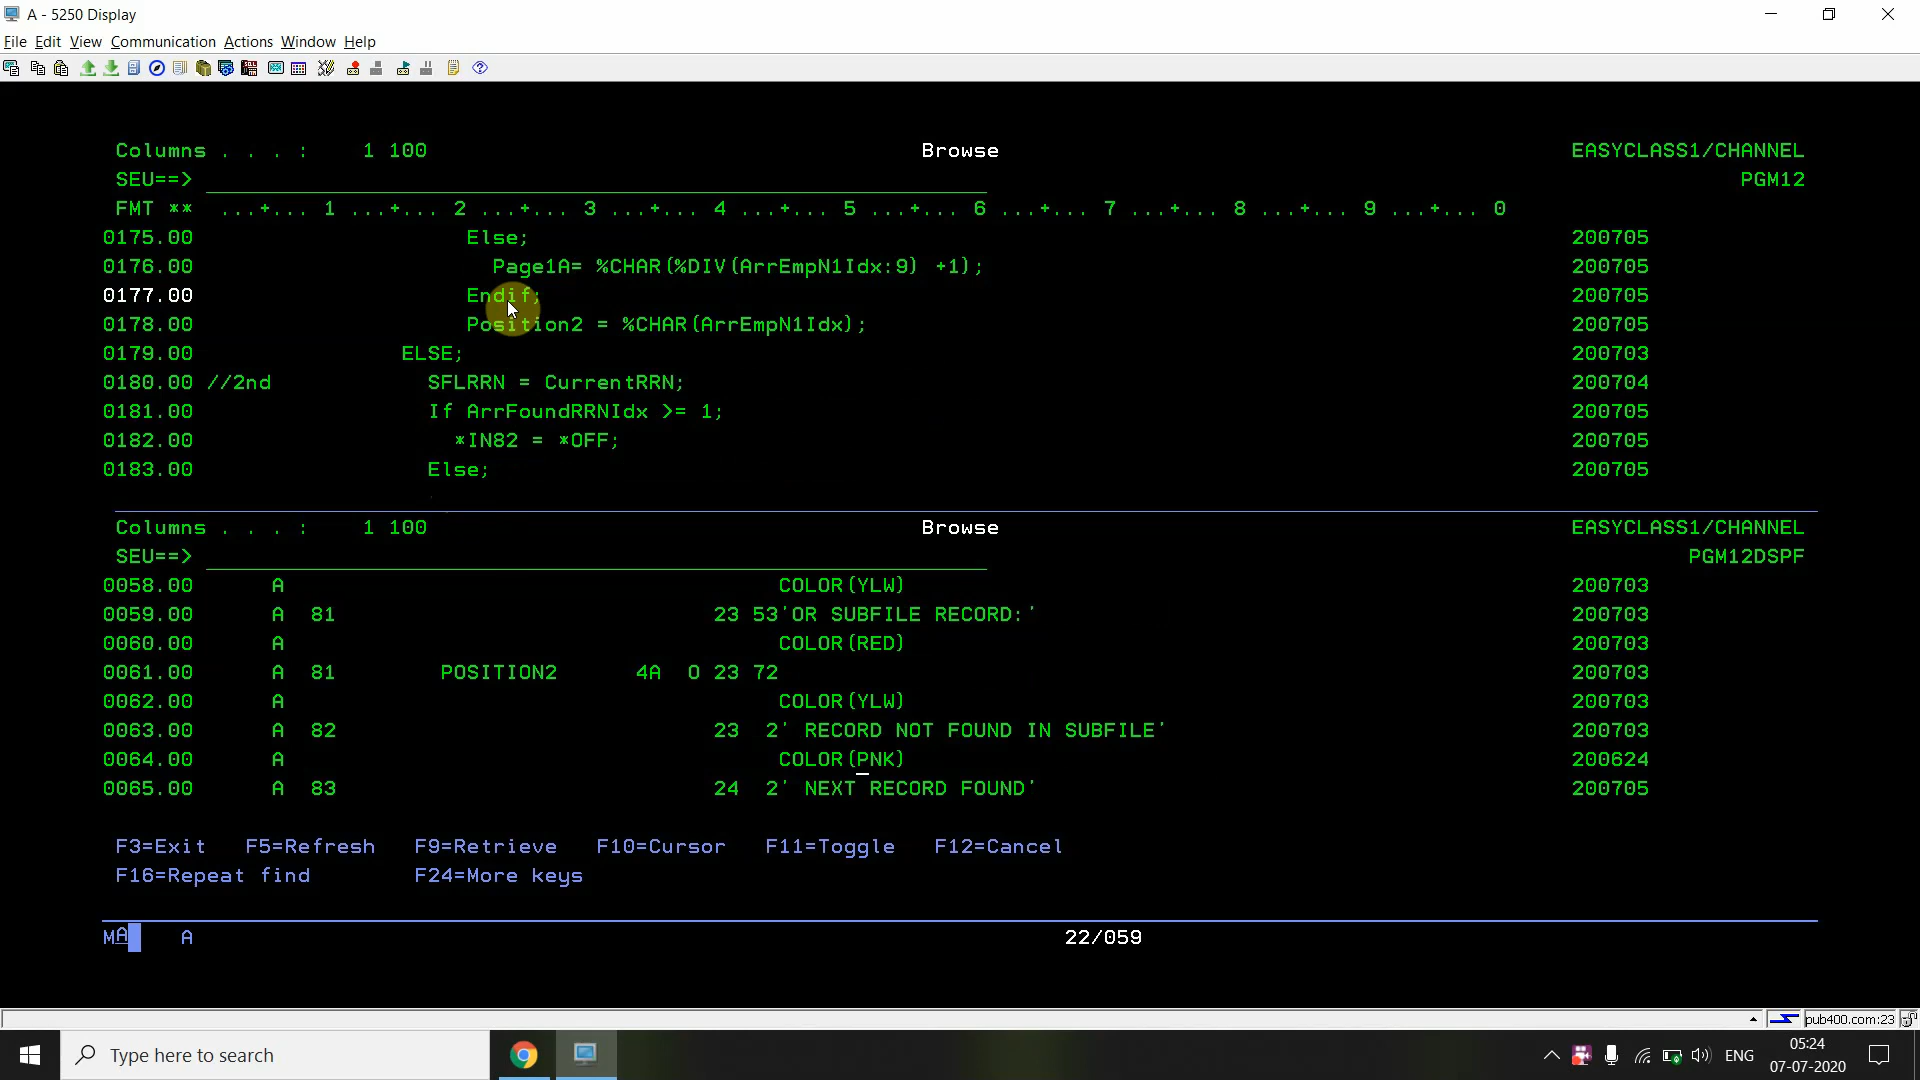 A - 5250 Display
File Edit View Communication Actions Window Help
Columns . . . : 1 100 Browse EASYCLASS1/CHANNEL
SEU==> PGM12
FMT ** ...+... 1 ...+... 2 ...+... 3 ...+... 4 ...+... 5 ...+... 6 ...+... 7 ...+... 8 ...+... 9 ...+... 0
0175.00 Else; 200705
0176.00 Page1A= %CHAR(%DIV(ArrEmpN1Idx:9) +1); 200705
0177.00 Endif; 200705
0178.00 Position2 = %CHAR(ArrEmpN1Idx); 200705
0179.00 ELSE; 200703
0180.00 //2nd SFLRRN = CurrentRRN; 200704
0181.00 If ArrFoundRRNIdx >= 1; 200705
0182.00 *IN82 = *OFF; 200705
0183.00 Else; 200705
Columns . . . : 1 100 Browse EASYCLASS1/CHANNEL
SEU==> PGM12DSPF
0058.00 A COLOR(YLW) 200703
0059.00 A 81 23 53'OR SUBFILE RECORD:' 200703
0060.00 A COLOR(RED) 200703
0061.00 A 81 POSITION2 4A O 23 72 200703
0062.00 A COLOR(YLW) 200703
0063.00 A 82 23 2' RECORD NOT FOUND IN SUBFILE' 200703
0064.00 A COLOR(PNK) 200624
0065.00 A 83 24 2' NEXT RECORD FOUND' 200705
F3=Exit F5=Refresh F9=Retrieve F10=Cursor F11=Toggle F12=Cancel
F16=Repeat find F24=More keys
MA A 22/059
pub400.com:23
Type here to search
ENG
05:24
07-07-2020